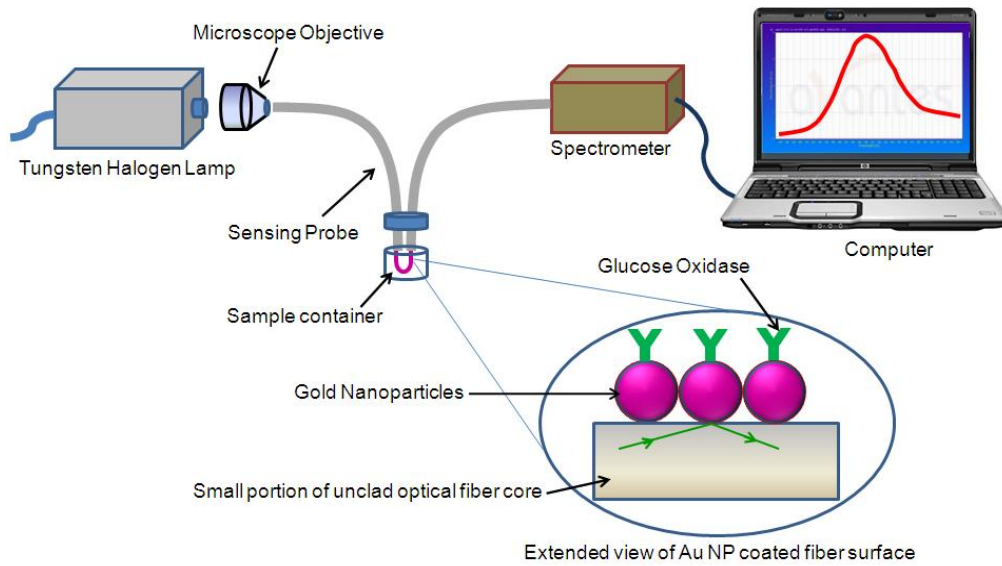 Microscope Objective
Tungsten Halogen Lamp
Spectrometer
Sensing Probe
Computer
Glucose Oxidase
Sample container
Gold Nanoparticles
Small portion of unclad optical fiber core
Extended view of Au NP coated fiber surface